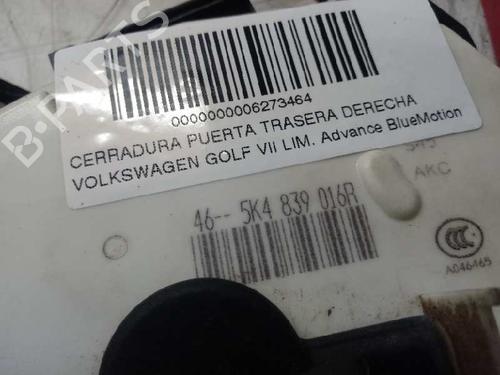 0000000006273464
CERRADURA PUERTA TRASERA DERECHA
VOLKSWAGEN GOLF VII LIM. Advance BlueMotion
AKC
46-- 5K4 839 016R
A046465
B-PARTS